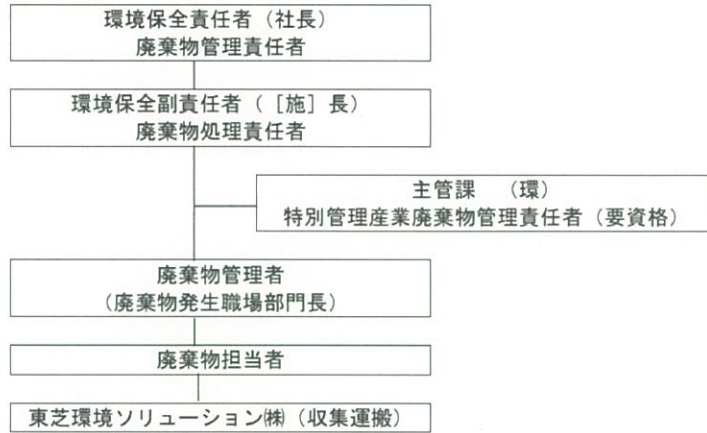 環境保全責任者（社長）
廃棄物管理責任者
環境保全副責任者（［施］長）
廃棄物処理責任者
主管課　（環）
特別管理産業廃棄物管理責任者（要資格）
廃棄物管理者
（廃棄物発生職場部門長）
廃棄物担当者
東芝環境ソリューション㈱（収集運搬）